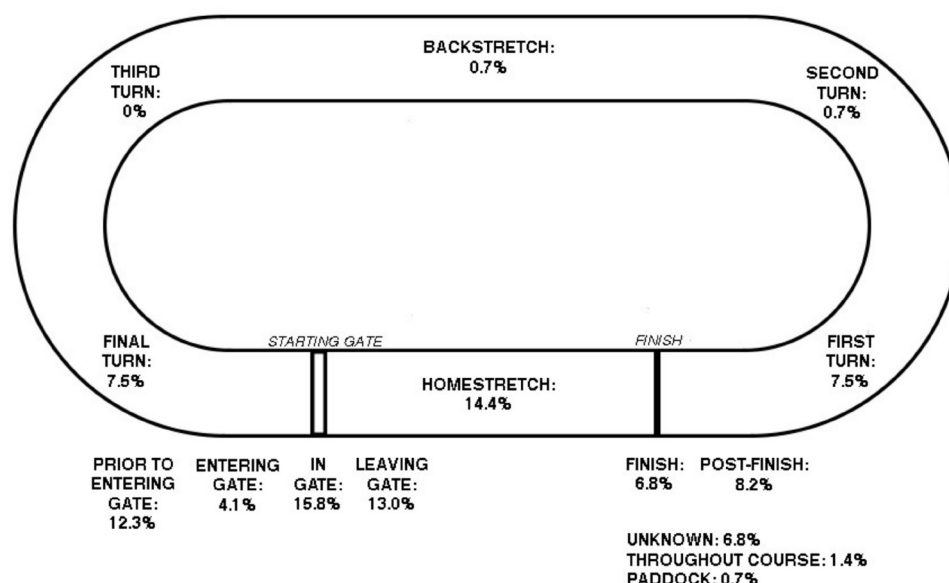 BACKSTRETCH:
0.7%
THIRD
TURN:
0%
SECOND
TURN:
0.7%
FINAL
TURN:
7.5%
STARTING GATE
FINISH
FIRST
TURN:
7.5%
HOMESTRETCH:
14.4%
PRIOR TO
ENTERING
GATE:
12.3%
ENTERING
GATE:
4.1%
IN
GATE:
15.8%
LEAVING
GATE:
13.0%
FINISH:
6.8%
POST-FINISH:
8.2%
UNKNOWN: 6.8%
THROUGHOUT COURSE: 1.4%
PADDOCK: 0.7%